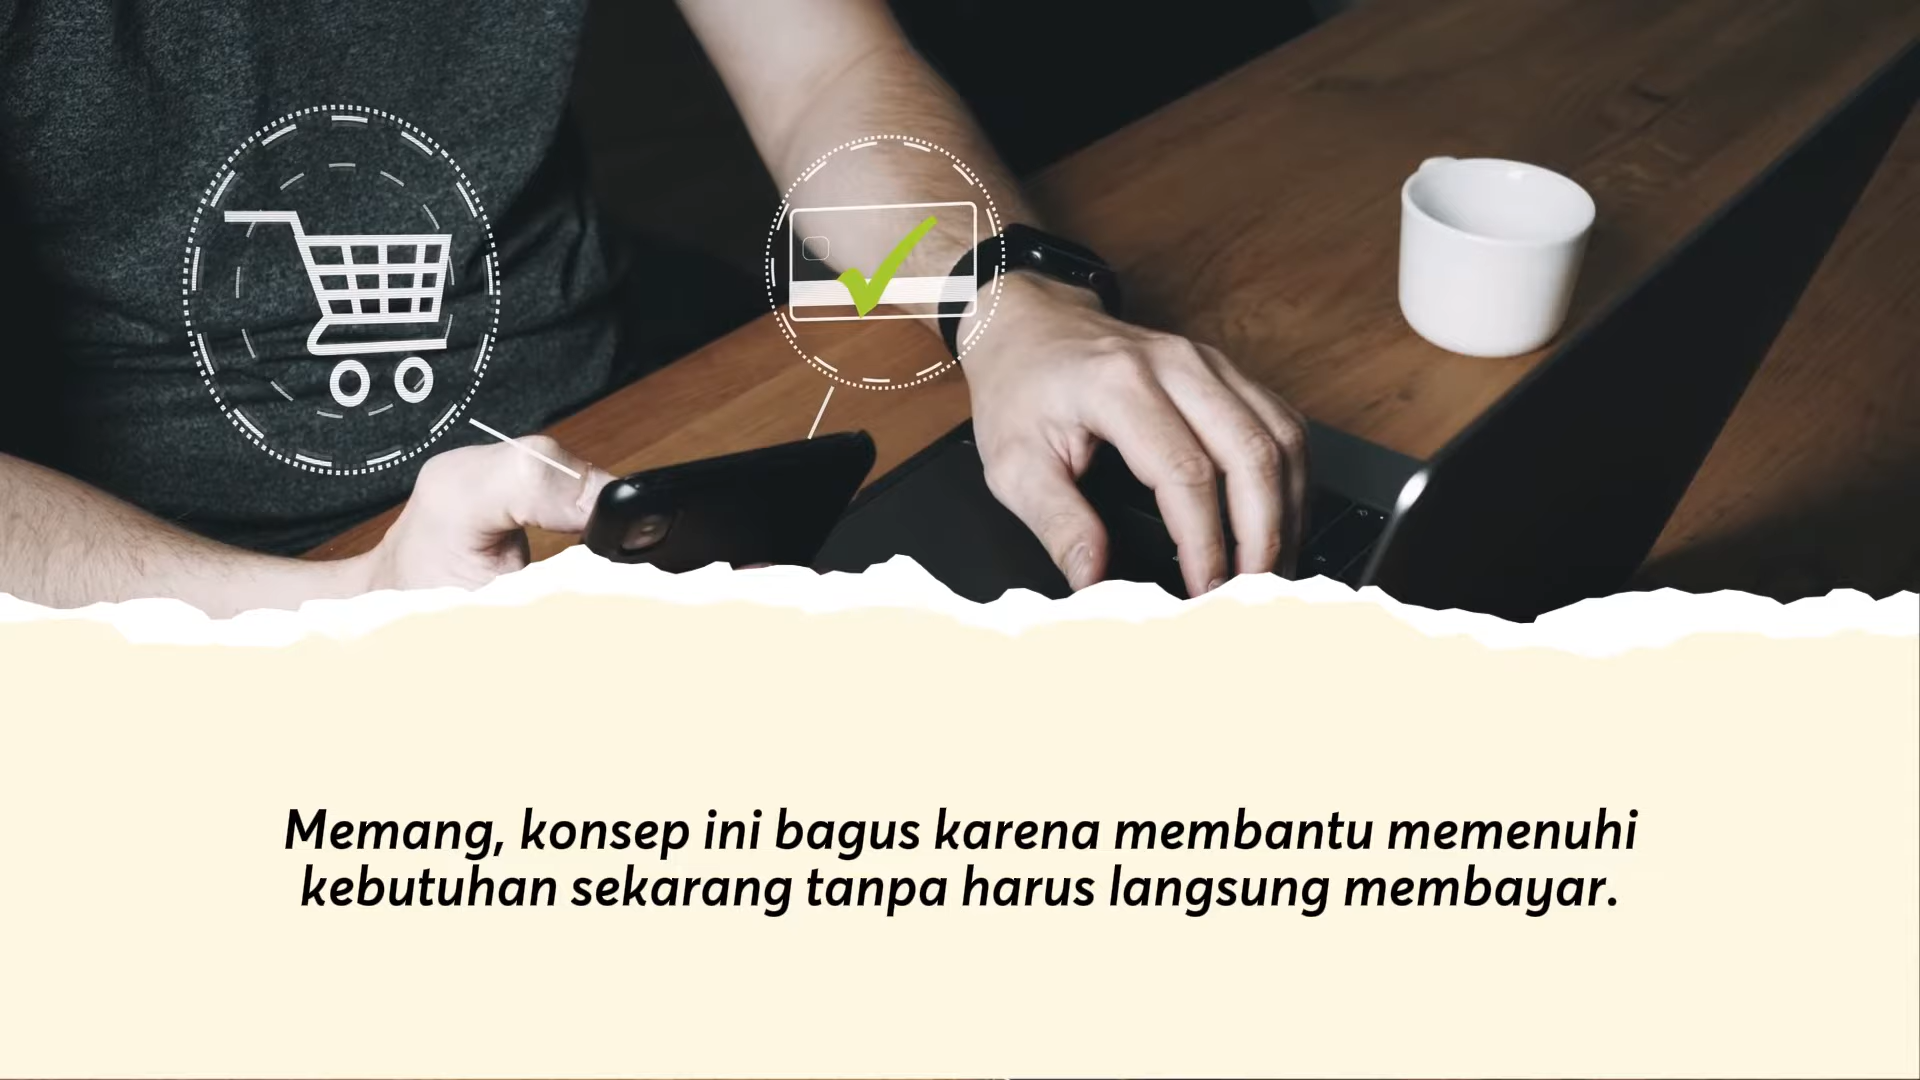 Memang, konsep ini bagus karena membantu memenuhi
kebutuhan sekarang tanpa harus langsung membayar.